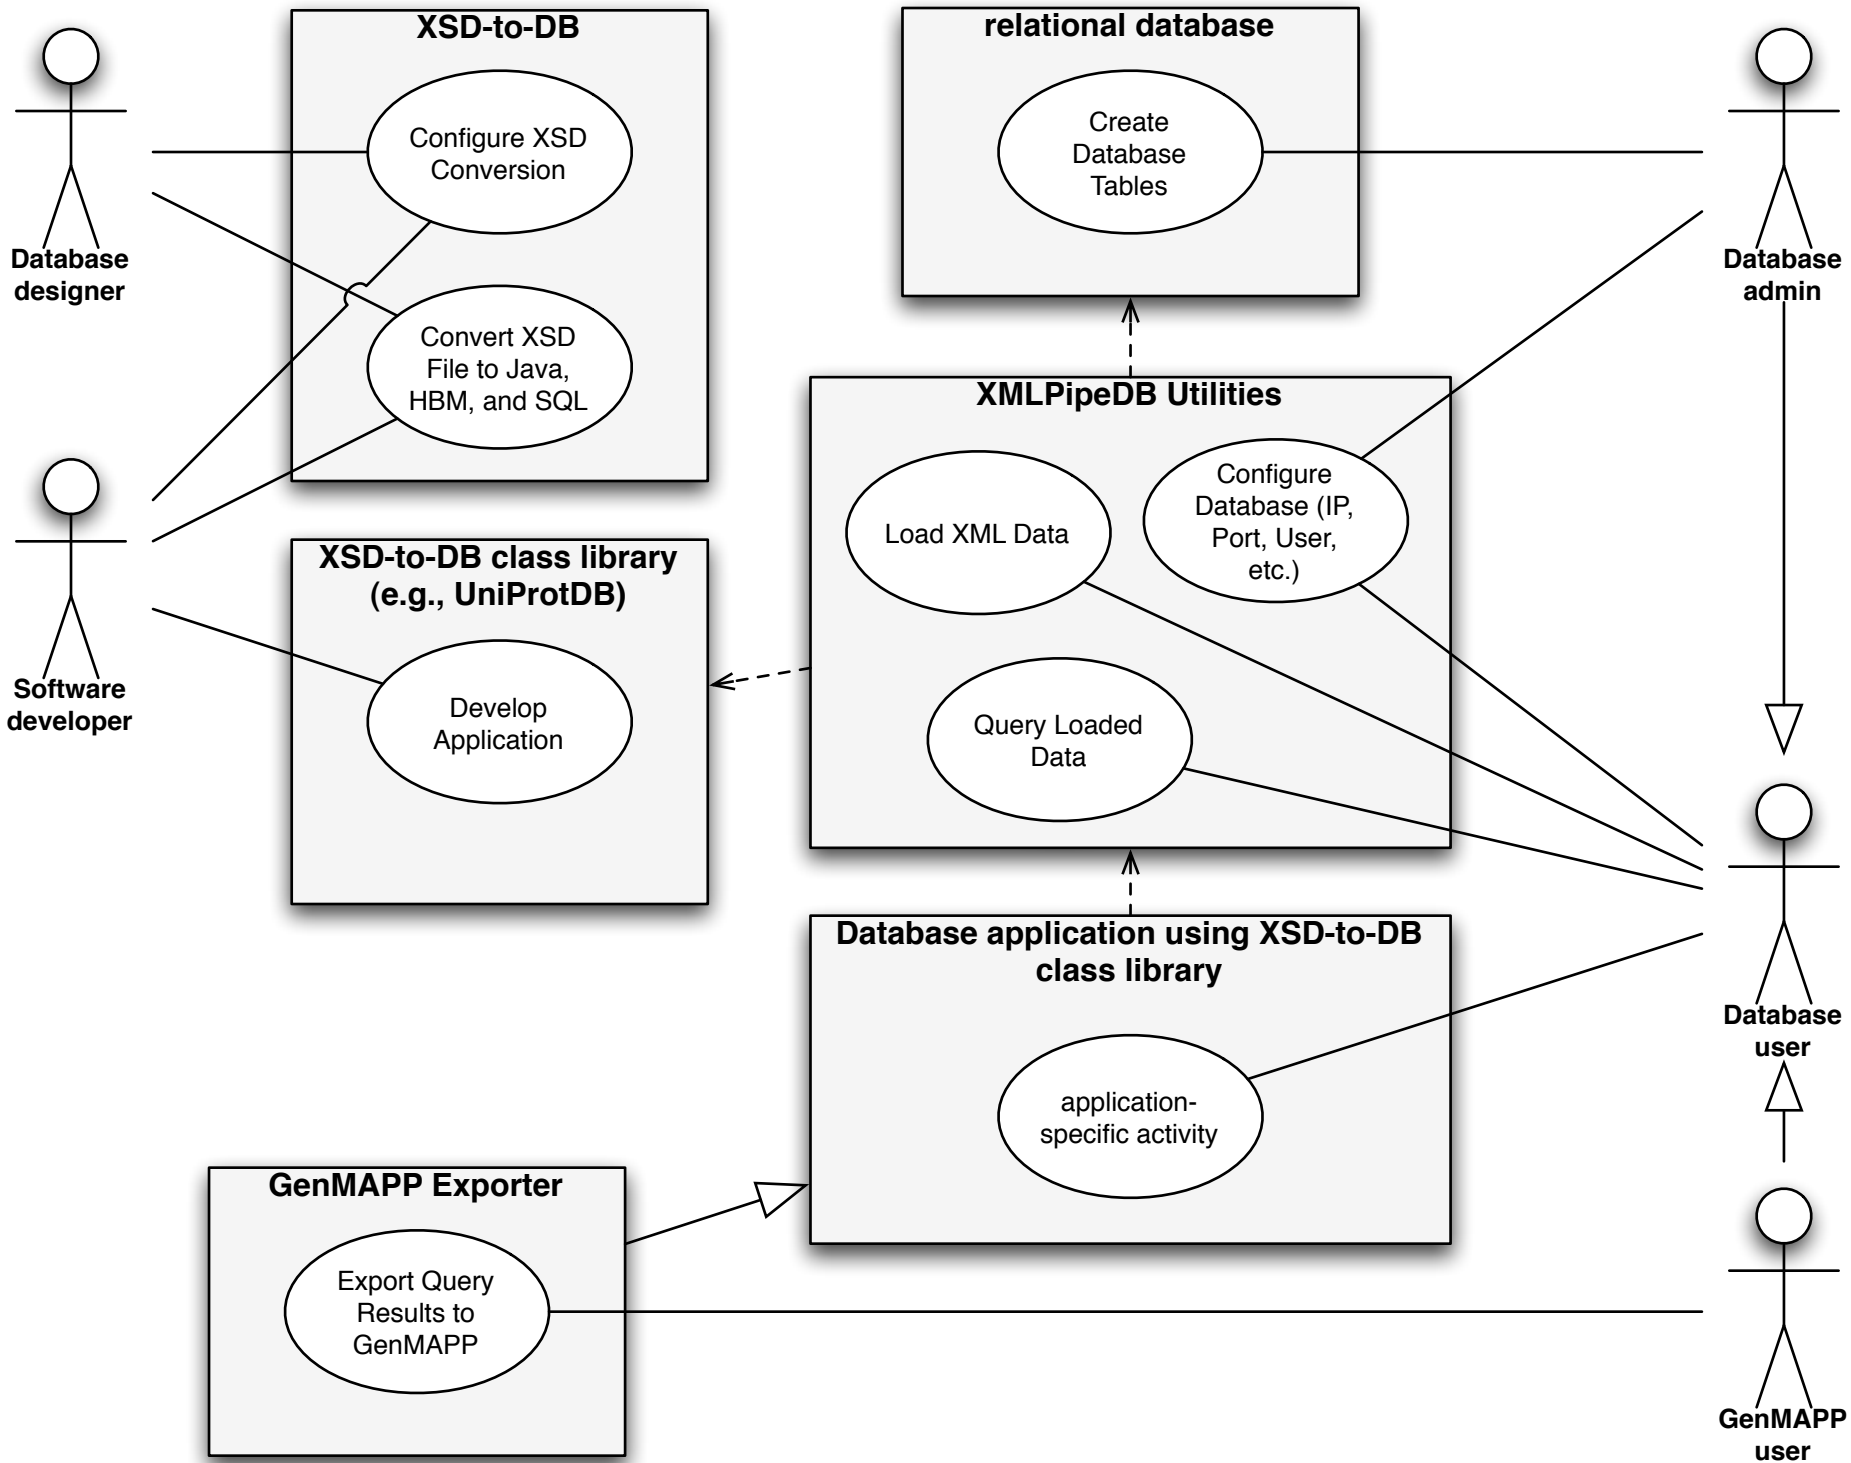 XSD-to-DB
Configure XSD
Conversion
Convert XSD
File to Java,
HBM, and SQL
Database
designer
relational database
Create
Database
Tables
Database
admin
XMLPipeDB Utilities
Load XML Data
Configure
Database (IP,
Port, User,
etc.)
Query Loaded
Data
Software
developer
XSD-to-DB class library
(e.g., UniProtDB)
Develop
Application
Database application using XSD-to-DB
class library
application-
specific activity
Database
user
GenMAPP Exporter
Export Query
Results to
GenMAPP
GenMAPP
user